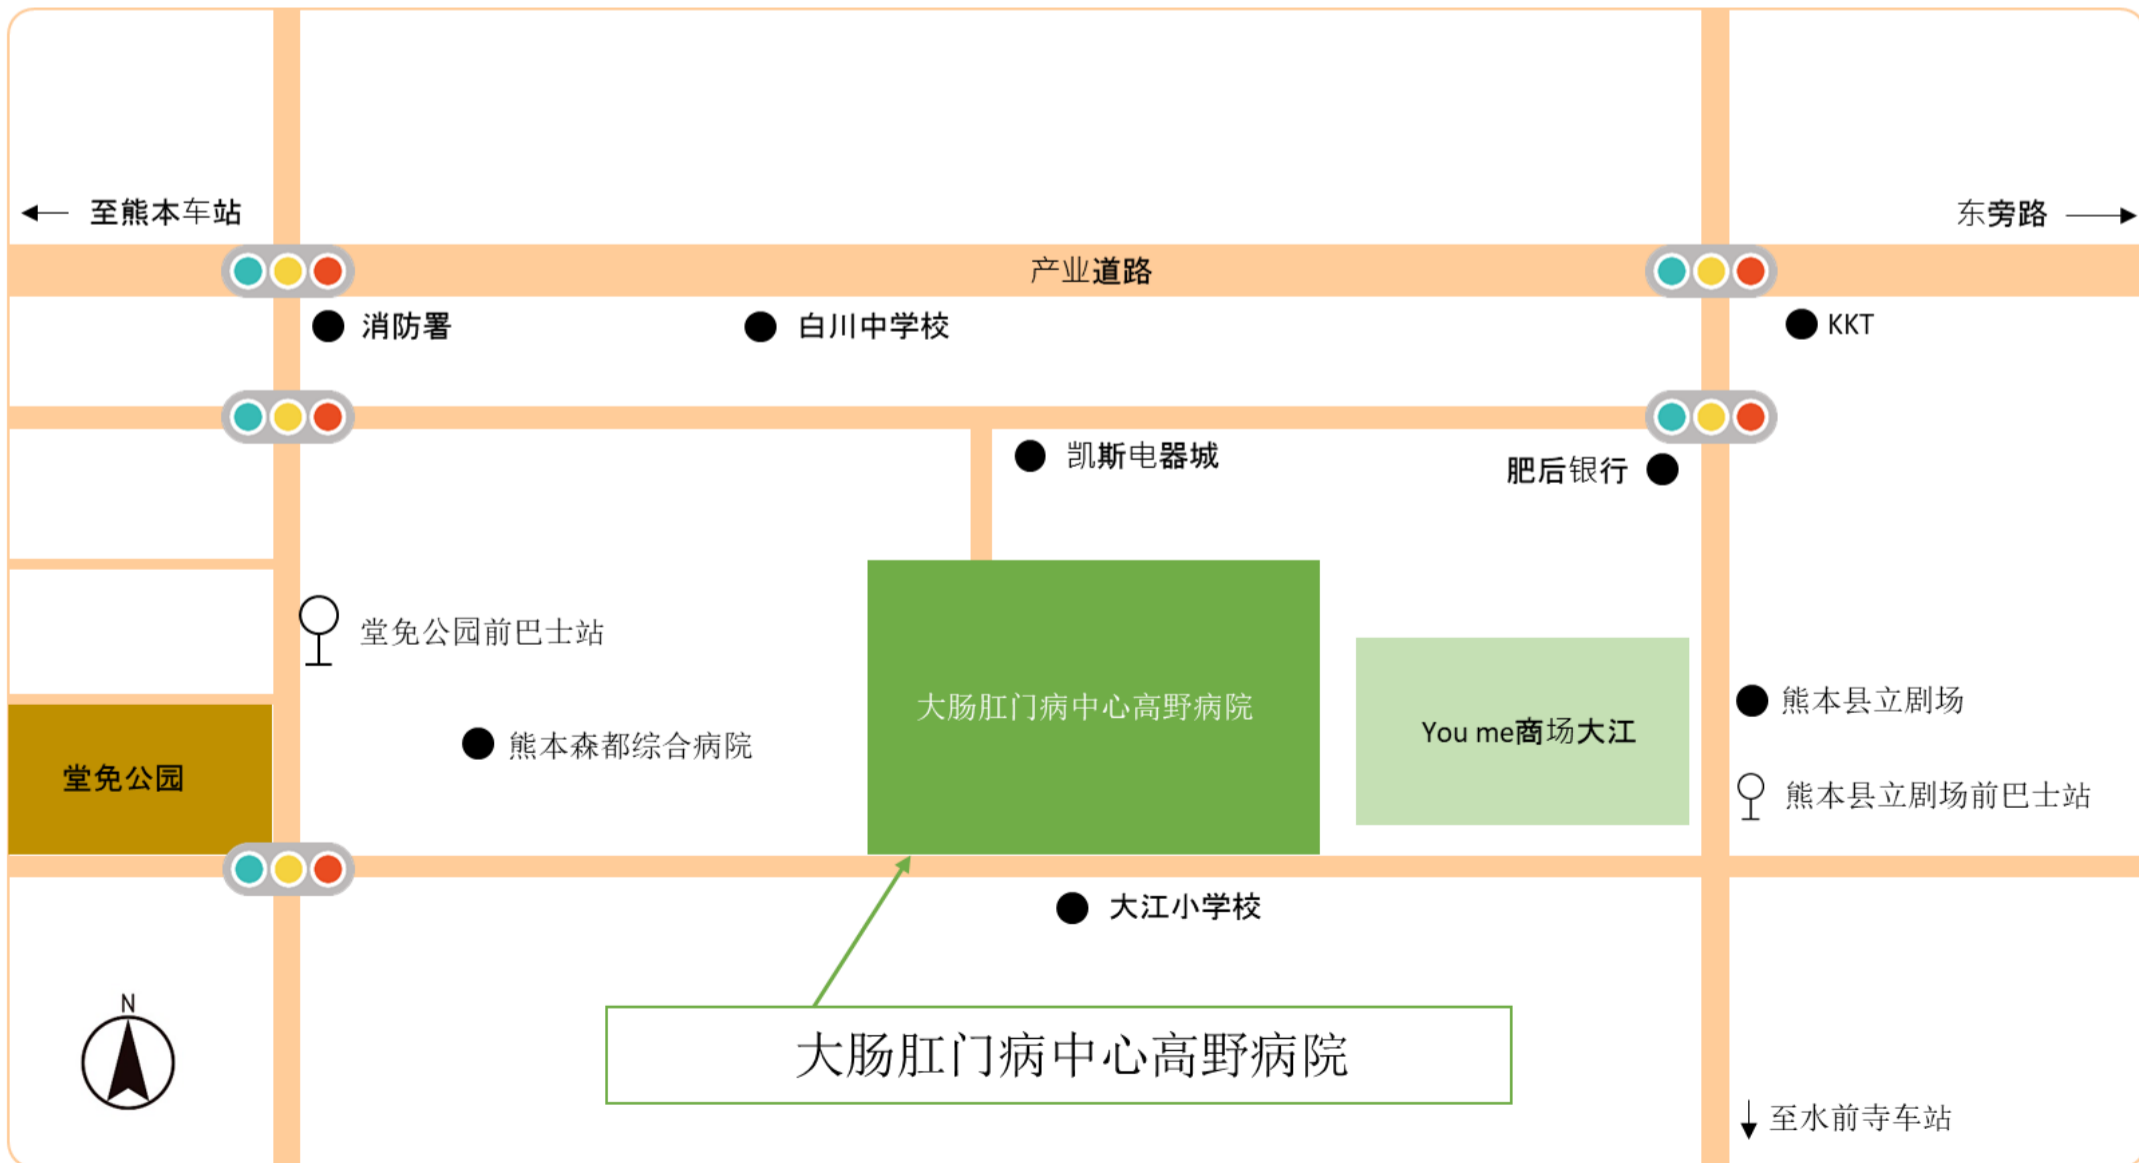 至熊本车站
东旁路
产业道路
消防署
白川中学校
KKT
凯斯电器城
肥后银行
堂免公园前巴士站
大肠肛门病中心高野病院
熊本县立剧场
You me商场大江
熊本森都综合病院
堂免公园
熊本县立剧场前巴士站
大江小学校
N
大肠肛门病中心高野病院
至水前寺车站